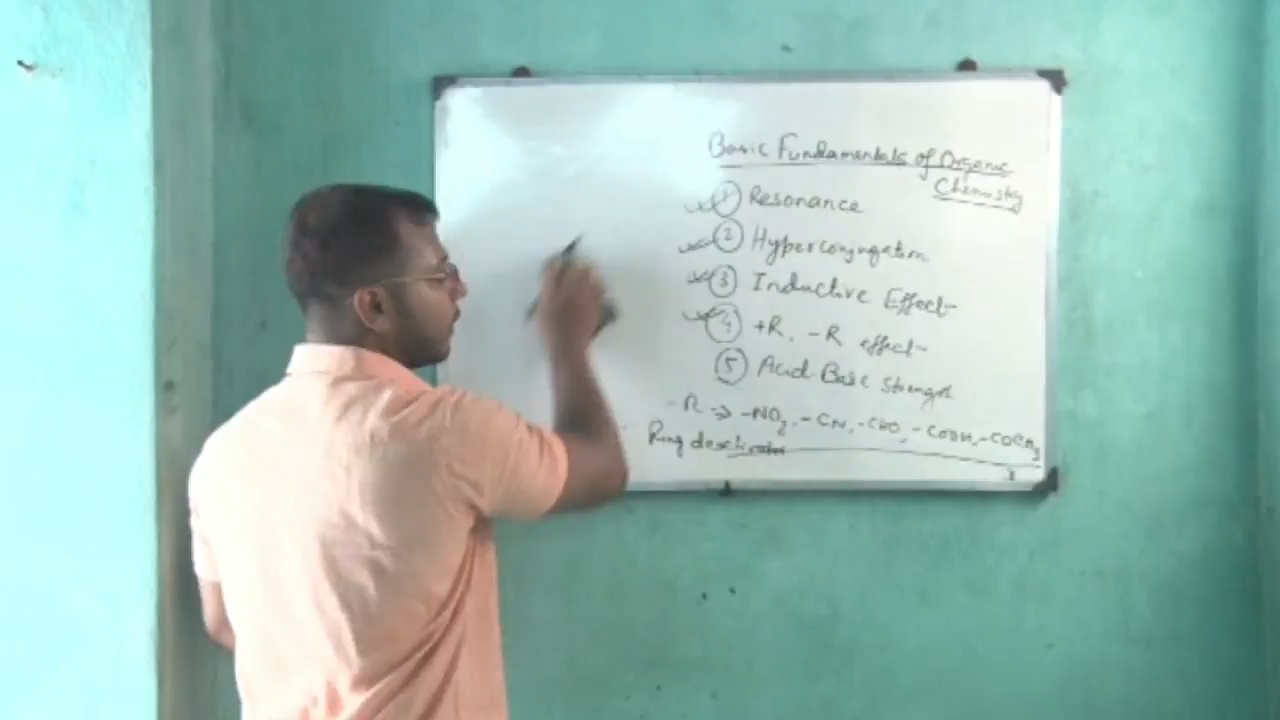 Basic Fundamentals of Organic
Chemistry
✓ ① Resonance
✓ ② Hyperconjugation
✓ ③ Inductive Effect
✓ ④ +R, -R effect
⑤ Acid-Basic Strength
-R ⇒ -NO₂, -CN, -CHO, -COOH, -COCH₃
Ring deactivator